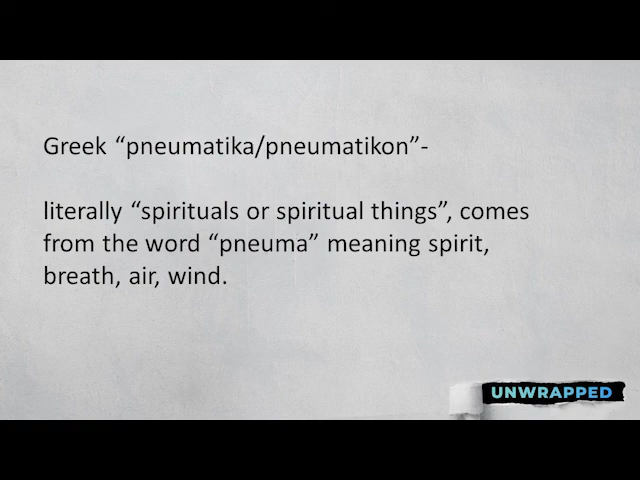 Greek “pneumatika/pneumatikon”-
literally “spirituals or spiritual things”, comes
from the word “pneuma” meaning spirit,
breath, air, wind.
UNWRAPPED